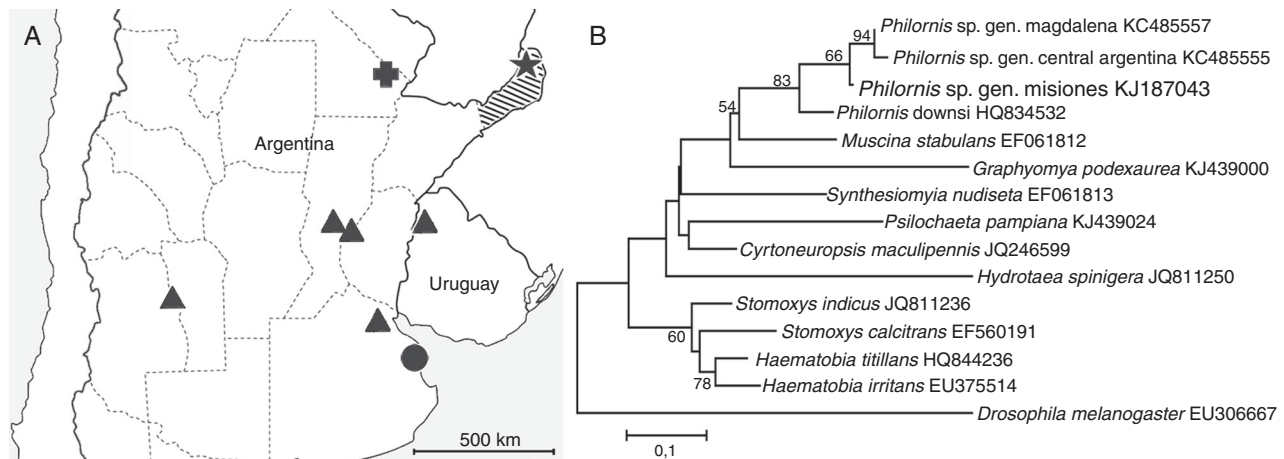 A
Argentina
Uruguay
500 km
B
Philornis sp. gen. magdalena KC485557
94
Philornis sp. gen. central argentina KC485555
66
Philornis sp. gen. misiones KJ187043
83
Philornis downsi HQ834532
54
Muscina stabulans EF061812
Graphyomya podexaurea KJ439000
Synthesiomyia nudiseta EF061813
Psilochaeta pampiana KJ439024
Cyrtoneuropsis maculipennis JQ246599
Hydrotaea spinigera JQ811250
Stomoxys indicus JQ811236
60
Stomoxys calcitrans EF560191
Haematobia titillans HQ844236
78
Haematobia irritans EU375514
Drosophila melanogaster EU306667
0,1